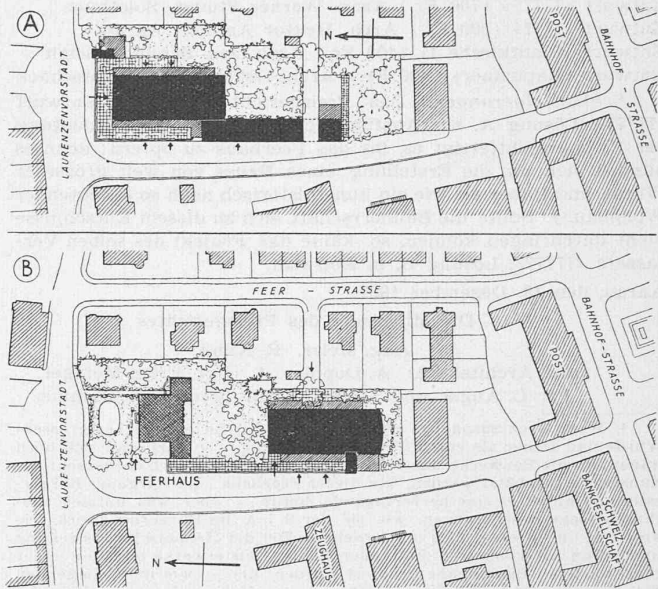 A
N
LAURENZENVORSTADT
POST
BAHNHOF - STRASSE
B
FEER - STRASSE
LAURENZENVORSTADT
FEERHAUS
POST
BAHNHOF - STRASSE
N
ZEUGHAUS
SCHWEIZ.
BANKGESELLSCHAFT